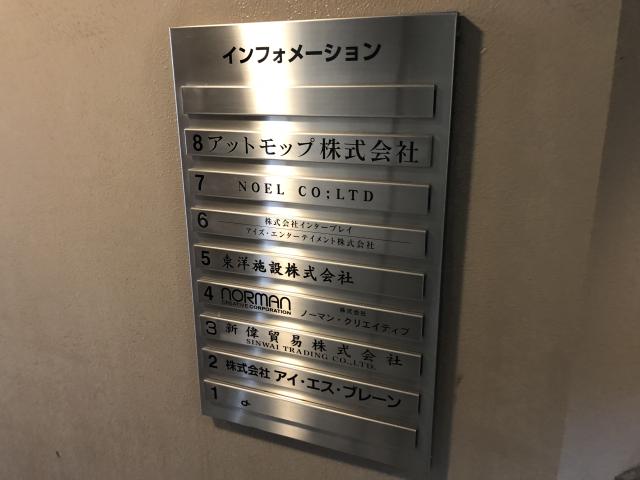 インフォメーション
8 アットモップ株式会社
7 NOEL CO;LTD
6 株式会社インタープレイ
アイズ・エンターテイメント株式会社
5 東洋施設株式会社
4 NORMAN CREATIVE CORPORATION 株式会社 ノーマン・クリエイティブ
3 新偉貿易株式会社
SINWAI TRADING CO.,LTD.
2 株式会社 アイ・エス・ブレーン
1